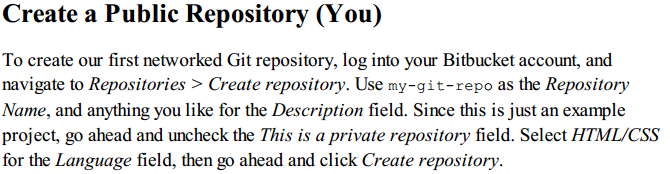 Create a Public Repository (You)
To create our first networked Git repository, log into your Bitbucket account, and
navigate to Repositories > Create repository. Use my-git-repo as the Repository
Name, and anything you like for the Description field. Since this is just an example
project, go ahead and uncheck the This is a private repository field. Select HTML/CSS
for the Language field, then go ahead and click Create repository.